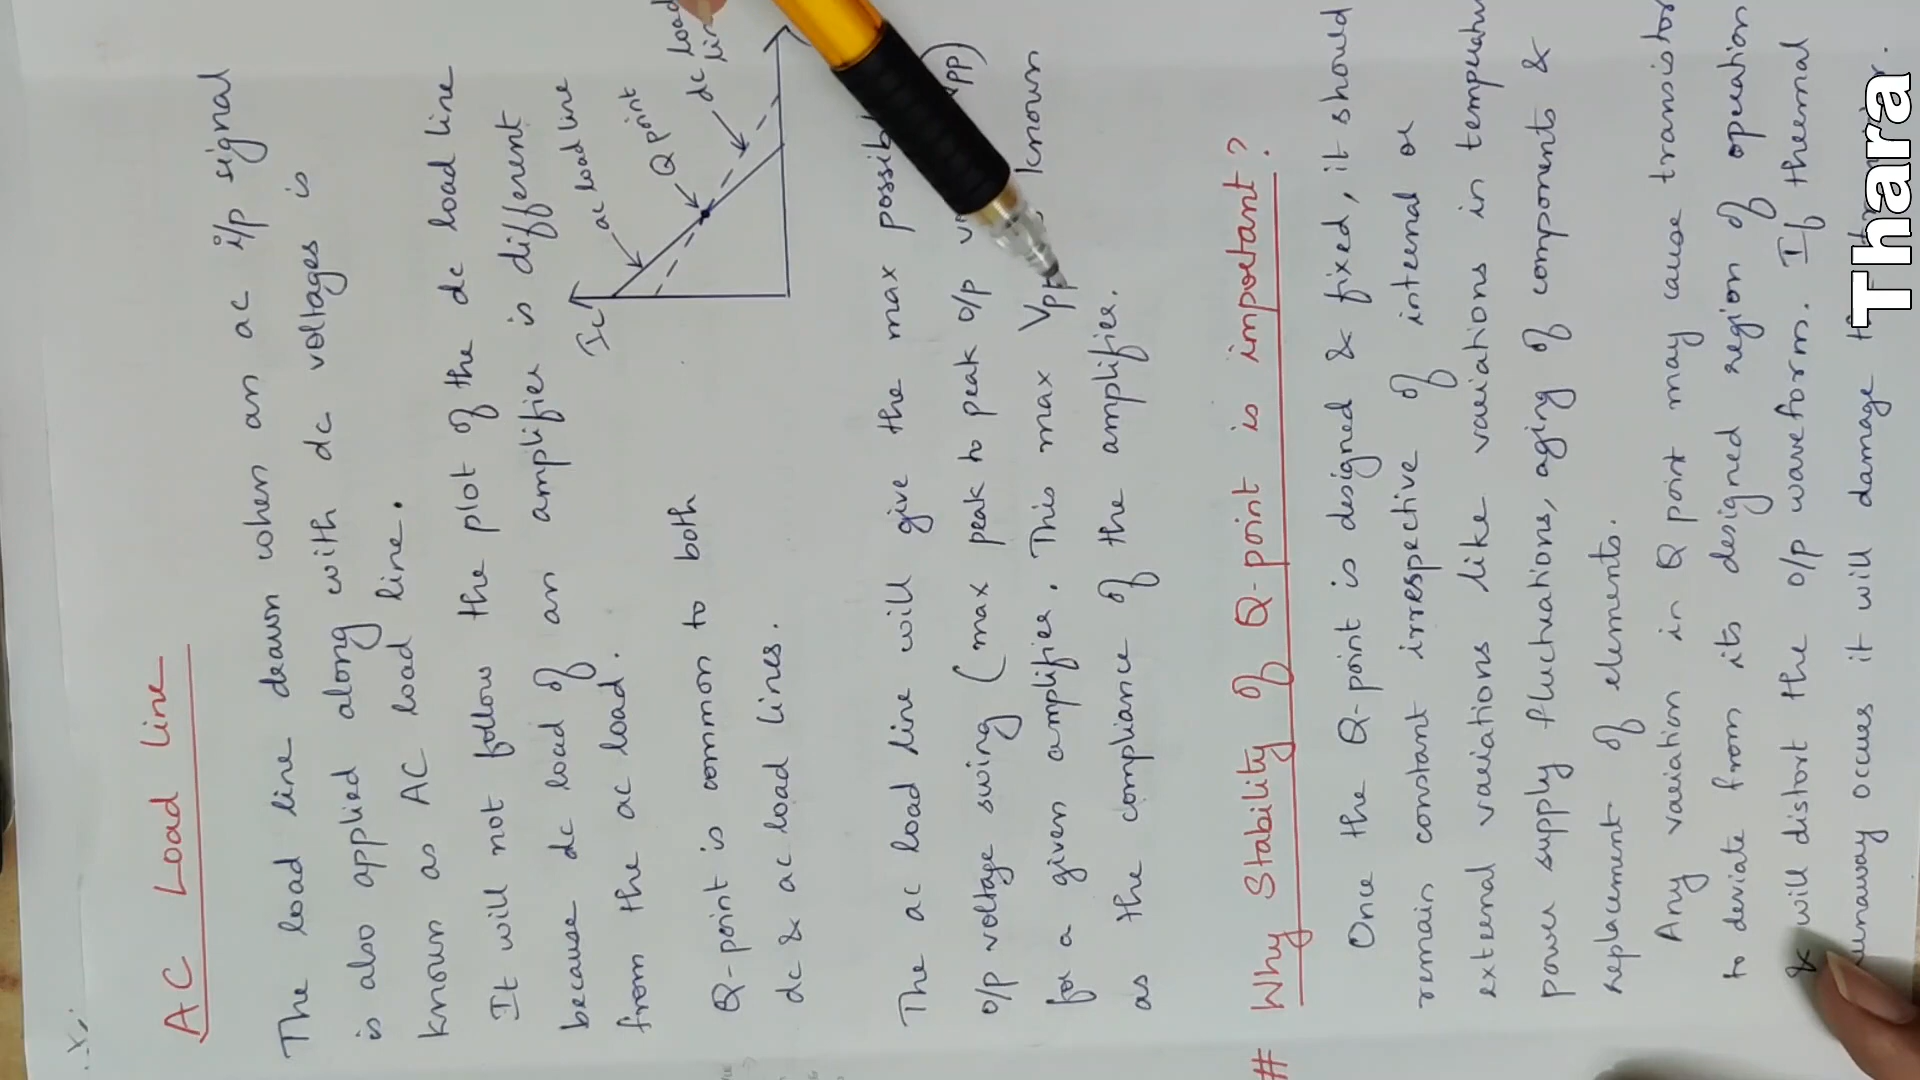 AC Load line
The load line drawn when an ac i/p signal
is also applied along with dc voltages is
known as AC load line.
It will not follow the plot of the dc load line
because dc load of an amplifier is different
from the ac load.
Q-point is common to both
dc & ac load lines.
Ic
ac load line
Q point
dc load
line
The ac load line will give the max
o/p voltage swing (max peak to peak o/p
for a given amplifier. This max Vpp known
as the compliance of the amplifier.
# Why Stability of Q-point is important?
Once the Q-point is designed & fixed, it should
remain constant irrespective of internal or
external variations like variations in
power supply fluctuations, aging of components &
replacement of elements.
Any variation in Q point may cause transistor
to deviate from its designed region of operation
& will distort the o/p waveform. If thermal
occurs it will damage
Thara